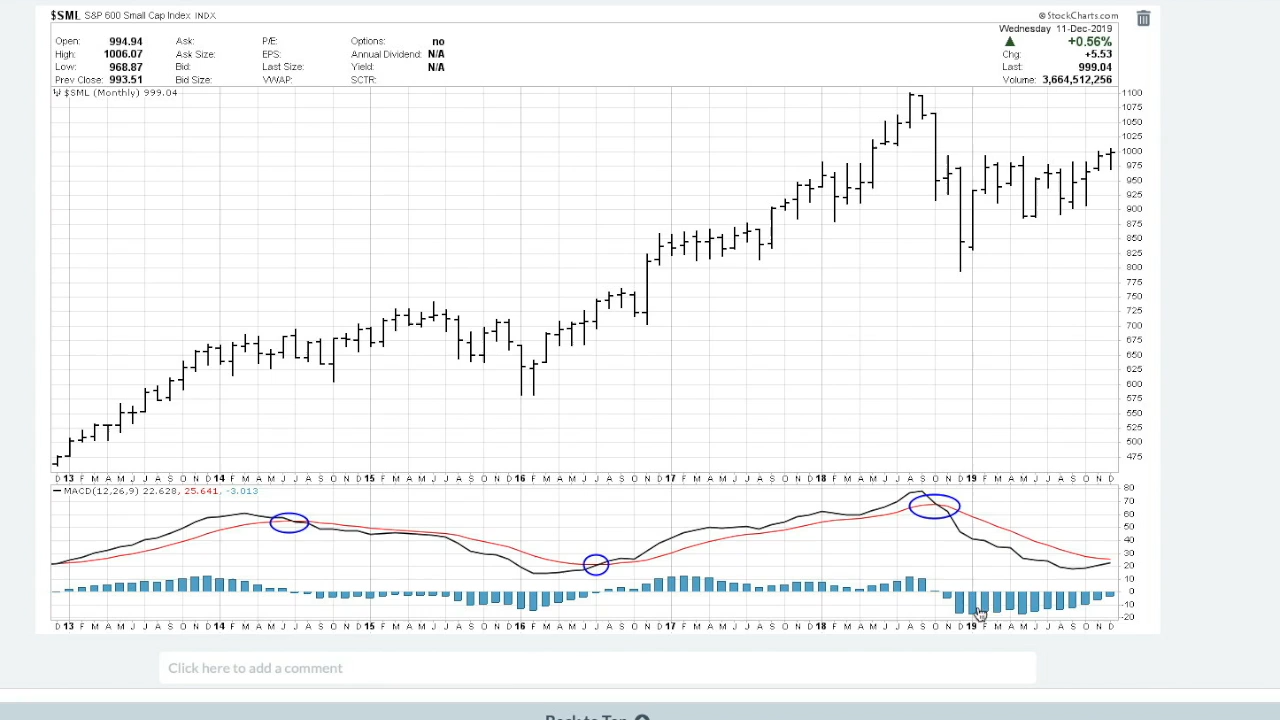 $SML S&P 600 Small Cap Index INDX
© StockCharts.com
Wednesday 11-Dec-2019
Open: 994.94 Ask: P/E: Options: no
+0.56%
High: 1006.07 Ask Size: EPS: Annual Dividend: N/A
Chg: +5.53
Low: 968.87 Bid: Last Size: Yield: N/A
Last: 999.04
Prev Close: 993.51 Bid Size: VWAP: SCTR:
Volume: 3,664,512,256
$SML (Monthly) 999.04
1100
1075
1050
1025
1000
975
950
925
900
875
850
825
800
775
750
725
700
675
650
625
600
575
550
525
500
475
D 13 F M A M J J A S O N D 14 F M A M J J A S O N D 15 F M A M J J A S O N D 16 F M A M J J A S O N D 17 F M A M J J A S O N D 18 F M A M J J A S O N D 19 F M A M J J A S O N D
MACD(12,26,9) 22.628, 25.641, -3.013
80
70
60
50
40
30
20
10
0
-10
-20
D 13 F M A M J J A S O N D 14 F M A M J J A S O N D 15 F M A M J J A S O N D 16 F M A M J J A S O N D 17 F M A M J J A S O N D 18 F M A M J J A S O N D 19 F M A M J J A S O N D
Click here to add a comment
Back to Top